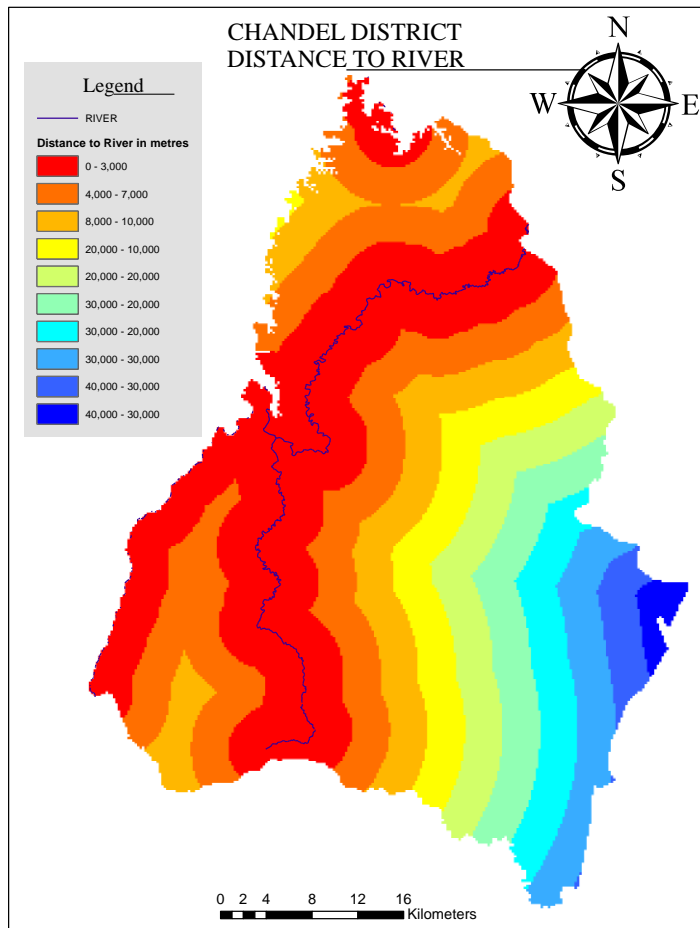 CHANDEL DISTRICT
DISTANCE TO RIVER
N
W
E
S
Legend
RIVER
Distance to River in metres
0 - 3,000
4,000 - 7,000
8,000 - 10,000
20,000 - 10,000
20,000 - 20,000
30,000 - 20,000
30,000 - 20,000
30,000 - 30,000
40,000 - 30,000
40,000 - 30,000
0 2 4 8 12 16
Kilometers